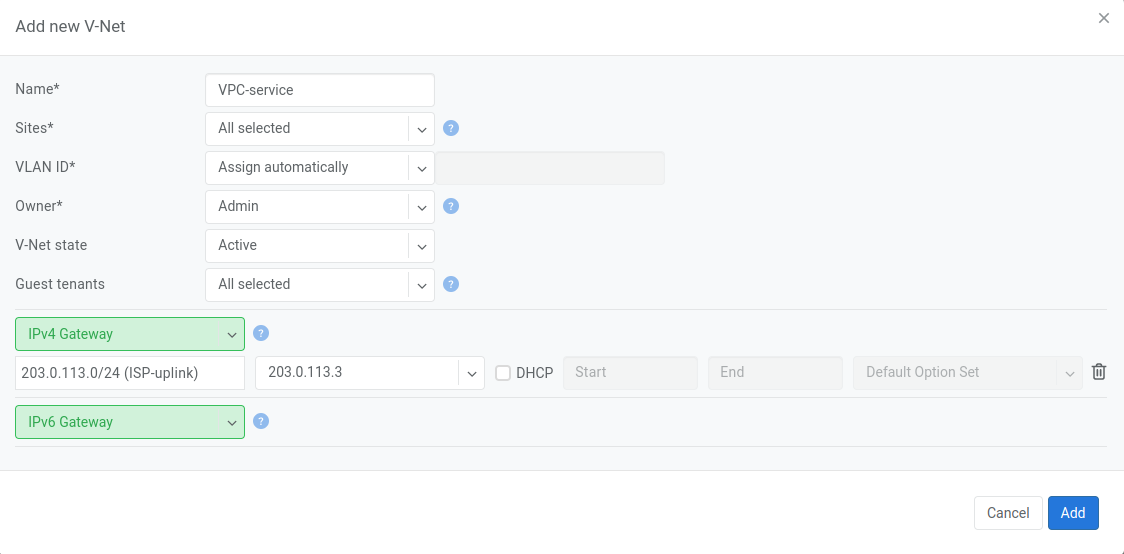 Add new V-Net
×
Name* VPC-service
Sites* All selected ?
VLAN ID* Assign automatically
Owner* Admin ?
V-Net state Active
Guest tenants All selected ?
IPv4 Gateway ?
203.0.113.0/24 (ISP-uplink) 203.0.113.3 DHCP Start End Default Option Set
IPv6 Gateway ?
Cancel Add